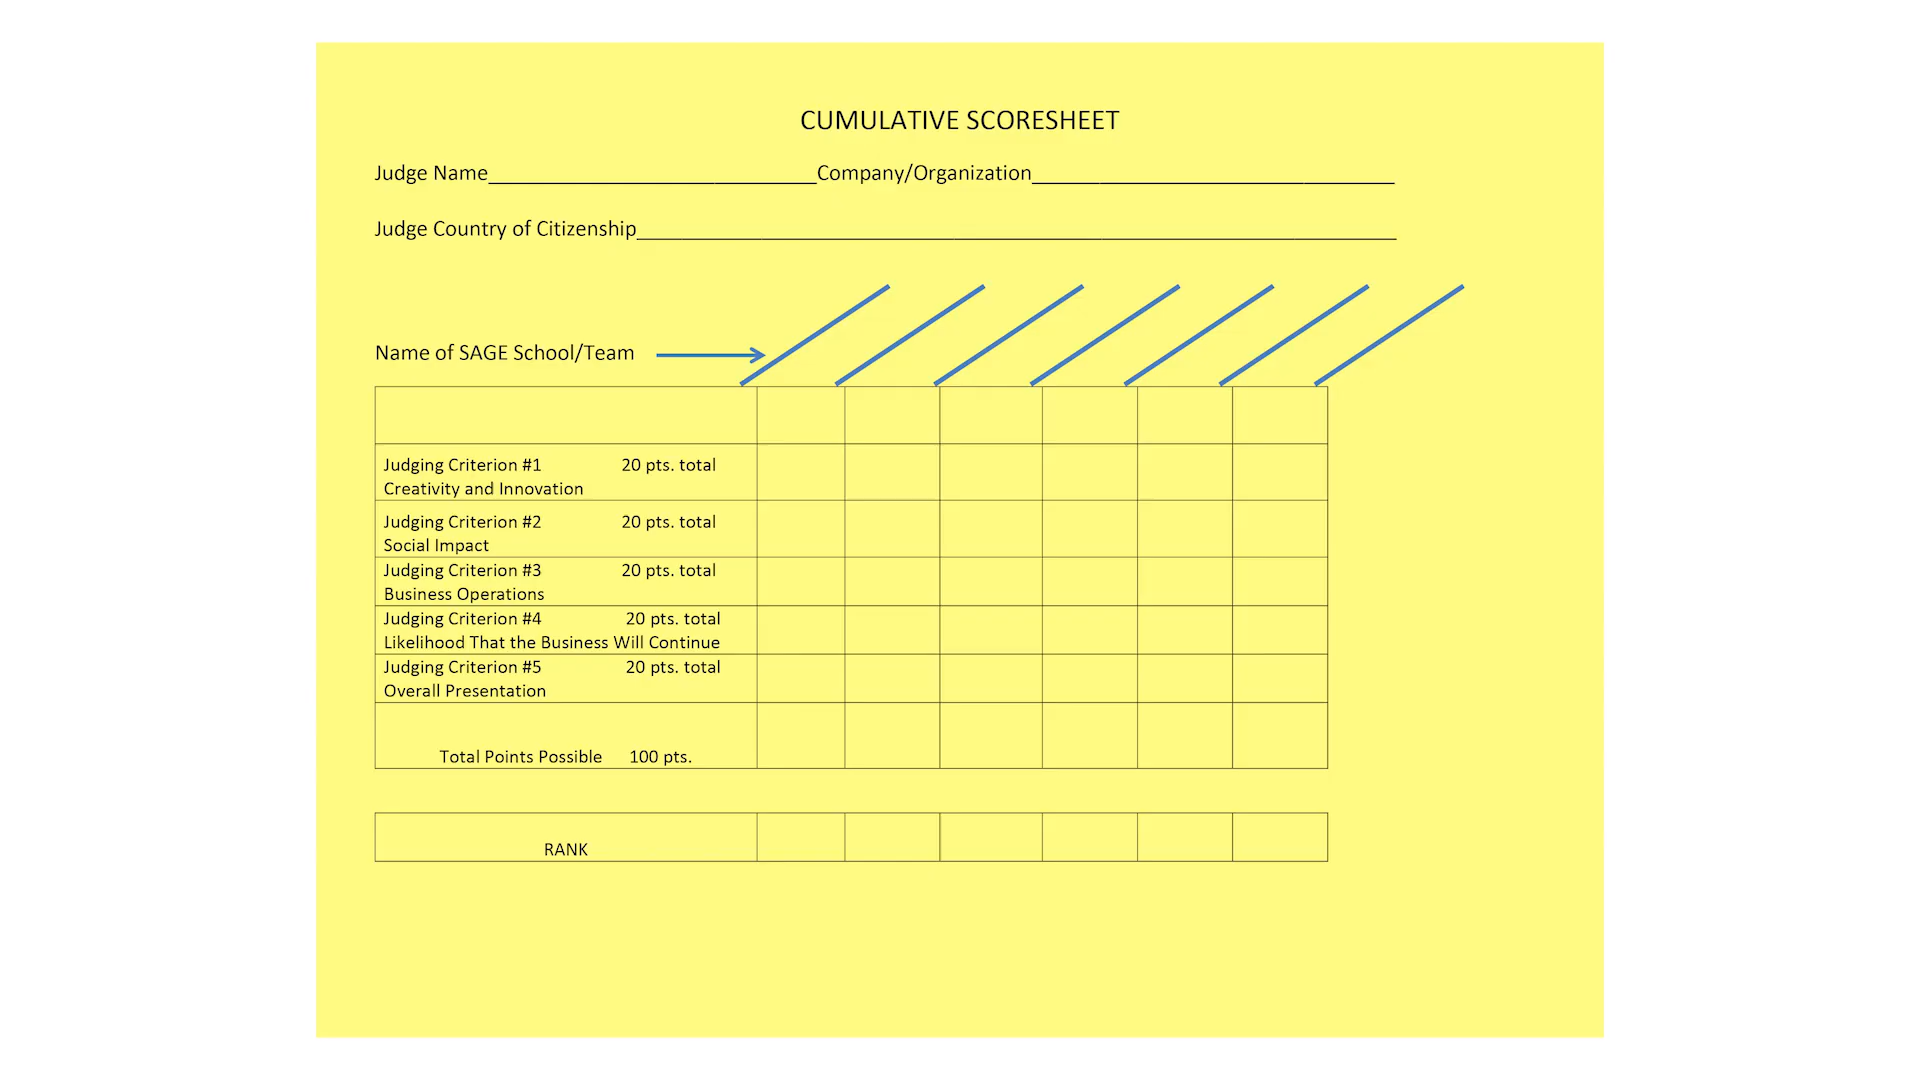 CUMULATIVE SCORESHEET
Judge Name_____________________________Company/Organization________________________________
Judge Country of Citizenship___________________________________________________________________
Name of SAGE School/Team
Judging Criterion #1 20 pts. total
Creativity and Innovation
Judging Criterion #2 20 pts. total
Social Impact
Judging Criterion #3 20 pts. total
Business Operations
Judging Criterion #4 20 pts. total
Likelihood That the Business Will Continue
Judging Criterion #5 20 pts. total
Overall Presentation
Total Points Possible 100 pts.
RANK